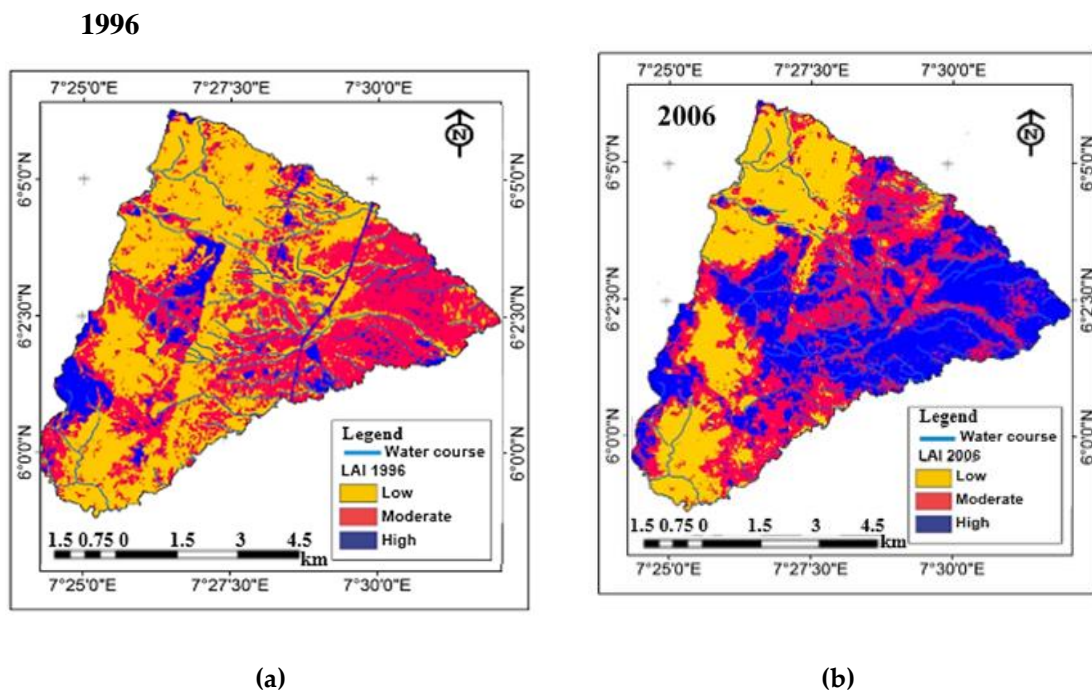 1996
7°25'0"E 7°27'30"E 7°30'0"E
N
6°5'0"N 6°5'0"N
6°2'30"N 6°2'30"N
6°0'0"N 6°0'0"N
Legend
Water course
LAI 1996
Low
Moderate
High
1.5 0.75 0 1.5 3 4.5
km
7°25'0"E 7°27'30"E 7°30'0"E
(a)
7°25'0"E 7°27'30"E 7°30'0"E
2006
N
6°5'0"N 6°5'0"N
6°2'30"N 6°2'30"N
6°0'0"N 6°0'0"N
Legend
Water course
LAI 2006
Low
Moderate
High
1.5 0.75 0 1.5 3 4.5
km
7°25'0"E 7°27'30"E 7°30'0"E
(b)